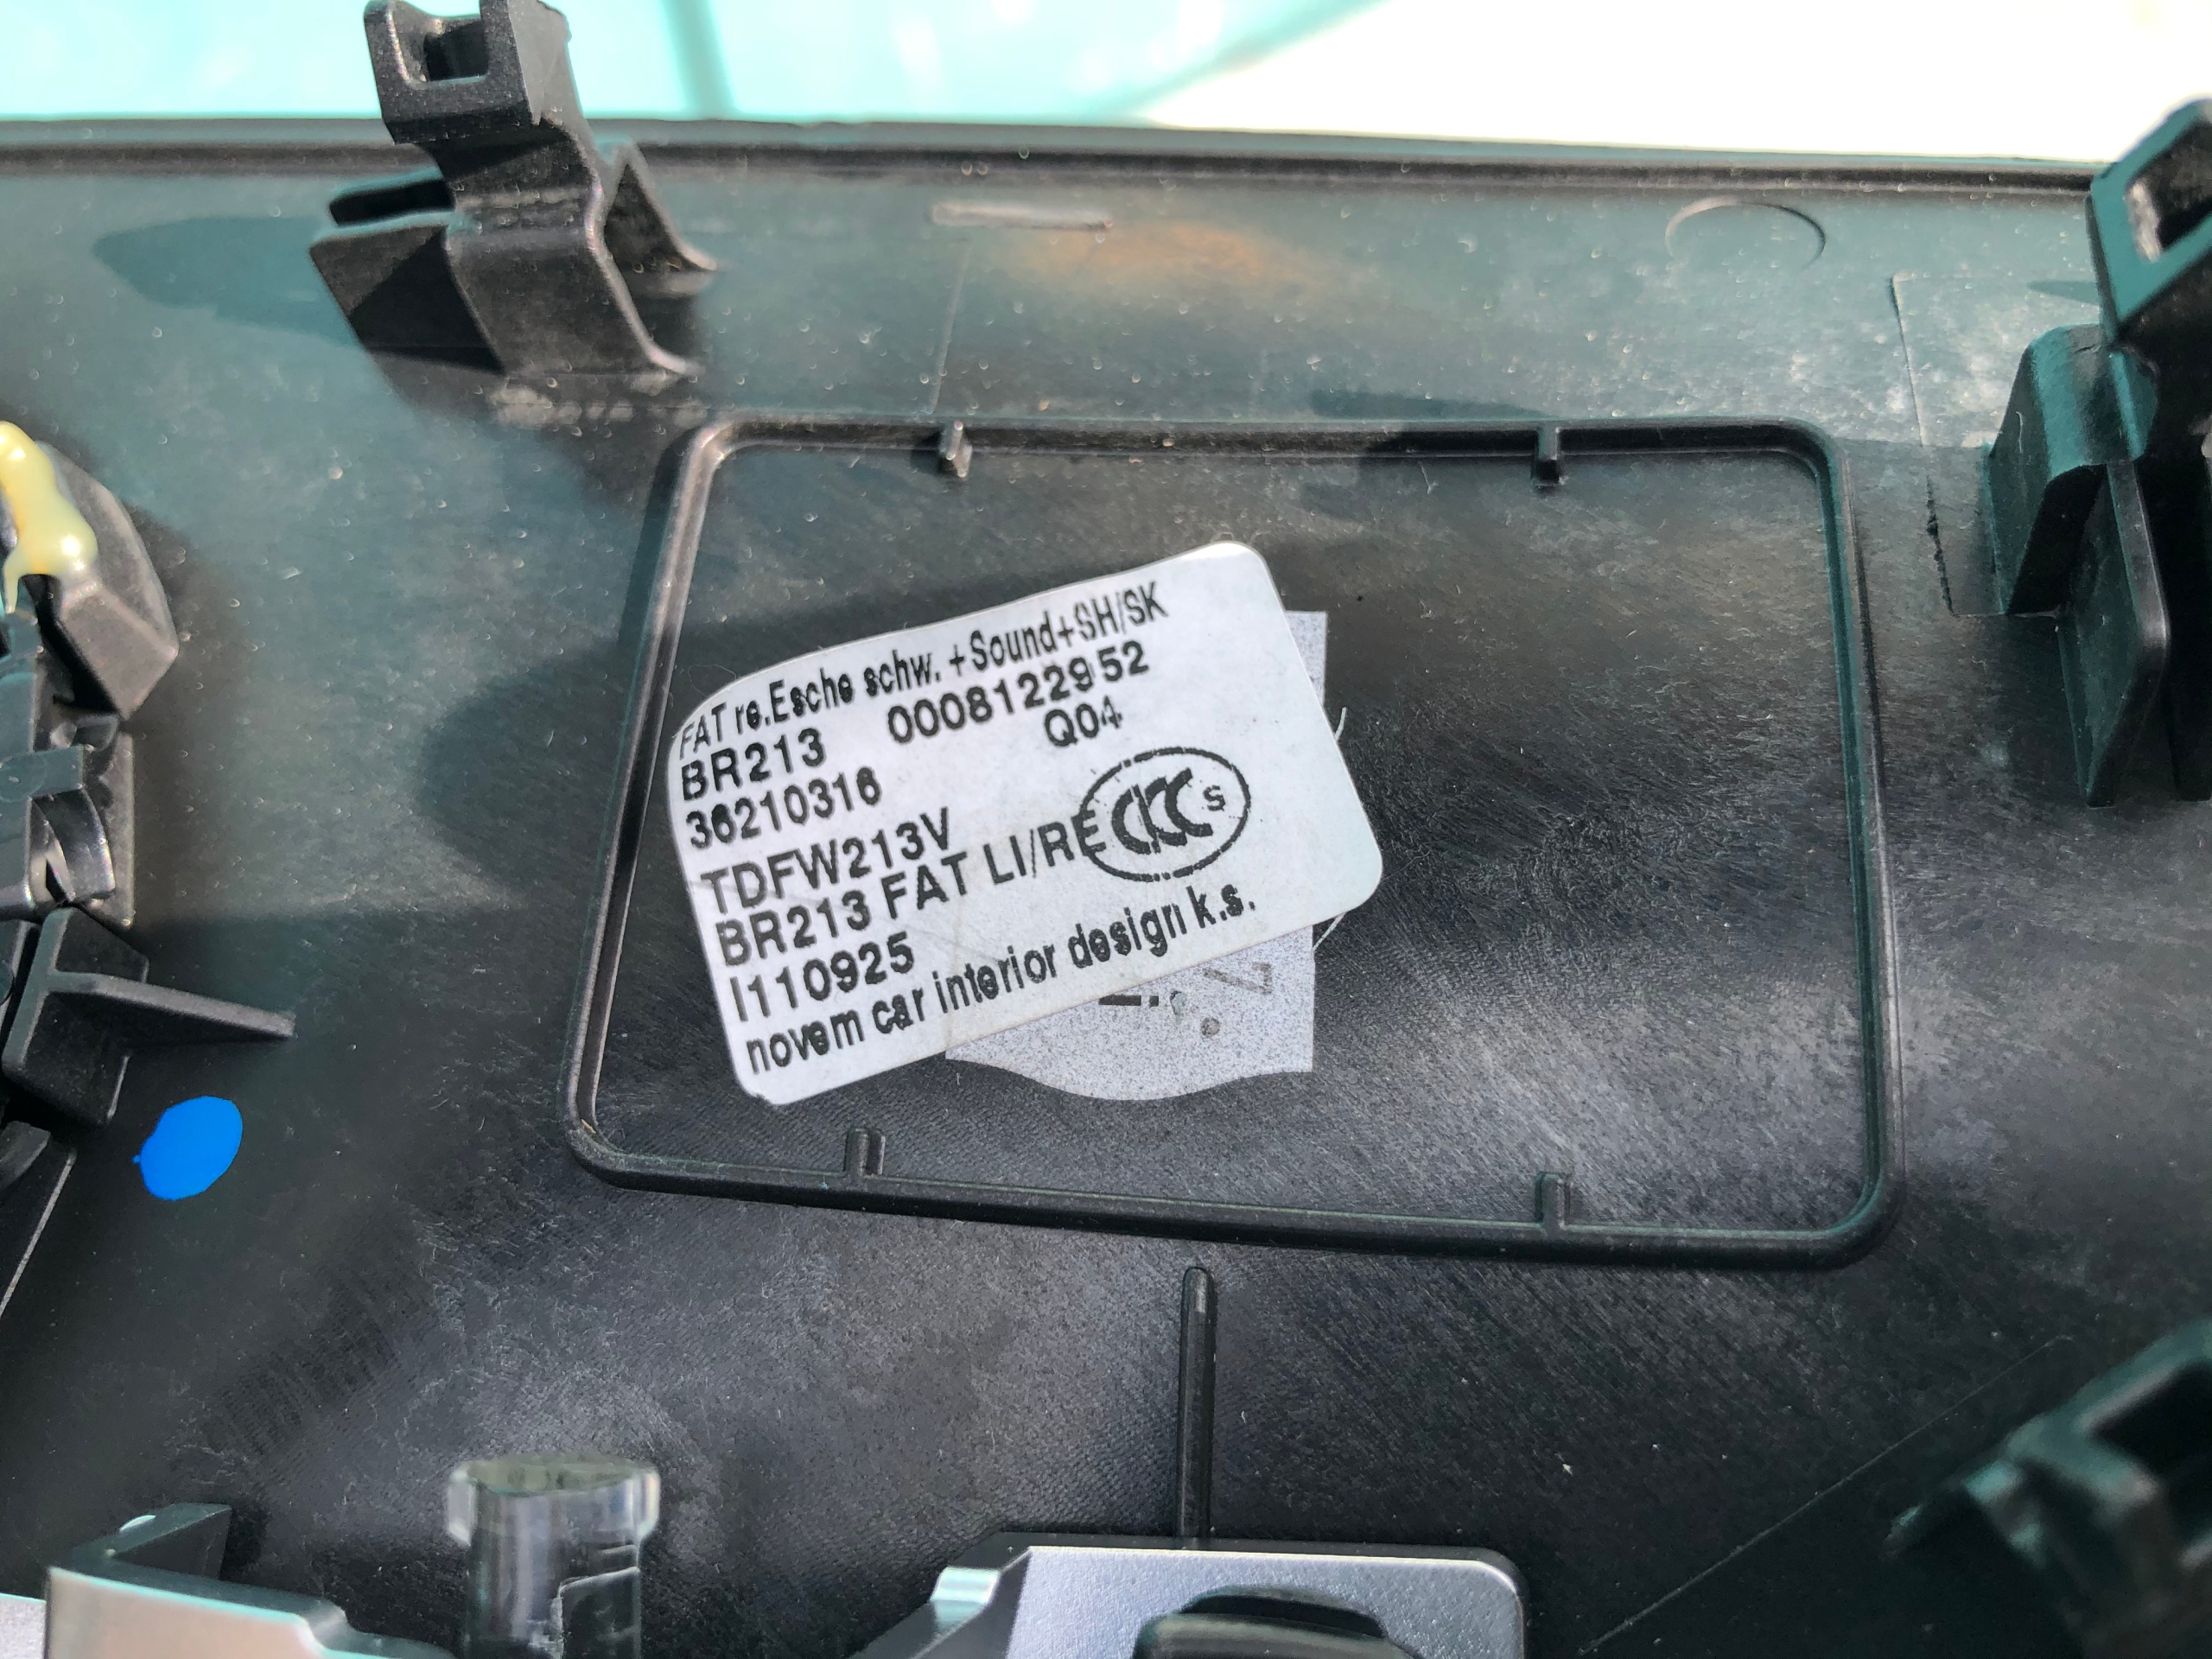 FAT re.Esche schw. +Sound+SH/SK
BR213 0008122952
36210316 Q04
TDFW213V
BR213 FAT LI/RE CCC S
I110925
novem car interior design k.s.